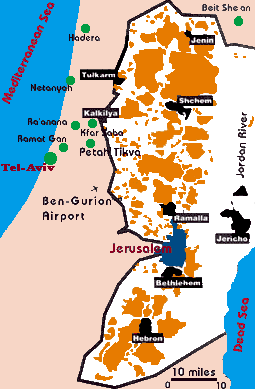 Beit She'an
Mediterranean Sea
Hadera
Jenin
Tulkarm
Netanyah
Shchem
Kalkilya
Ra'anana
Kfar Saba
Ramat Gan
Petah Tikva
Tel-Aviv
Jordan River
Ben-Gurion
Airport
Ramalla
Jericho
Jerusalem
Bethlehem
Dead Sea
Hebron
10 miles
0 10